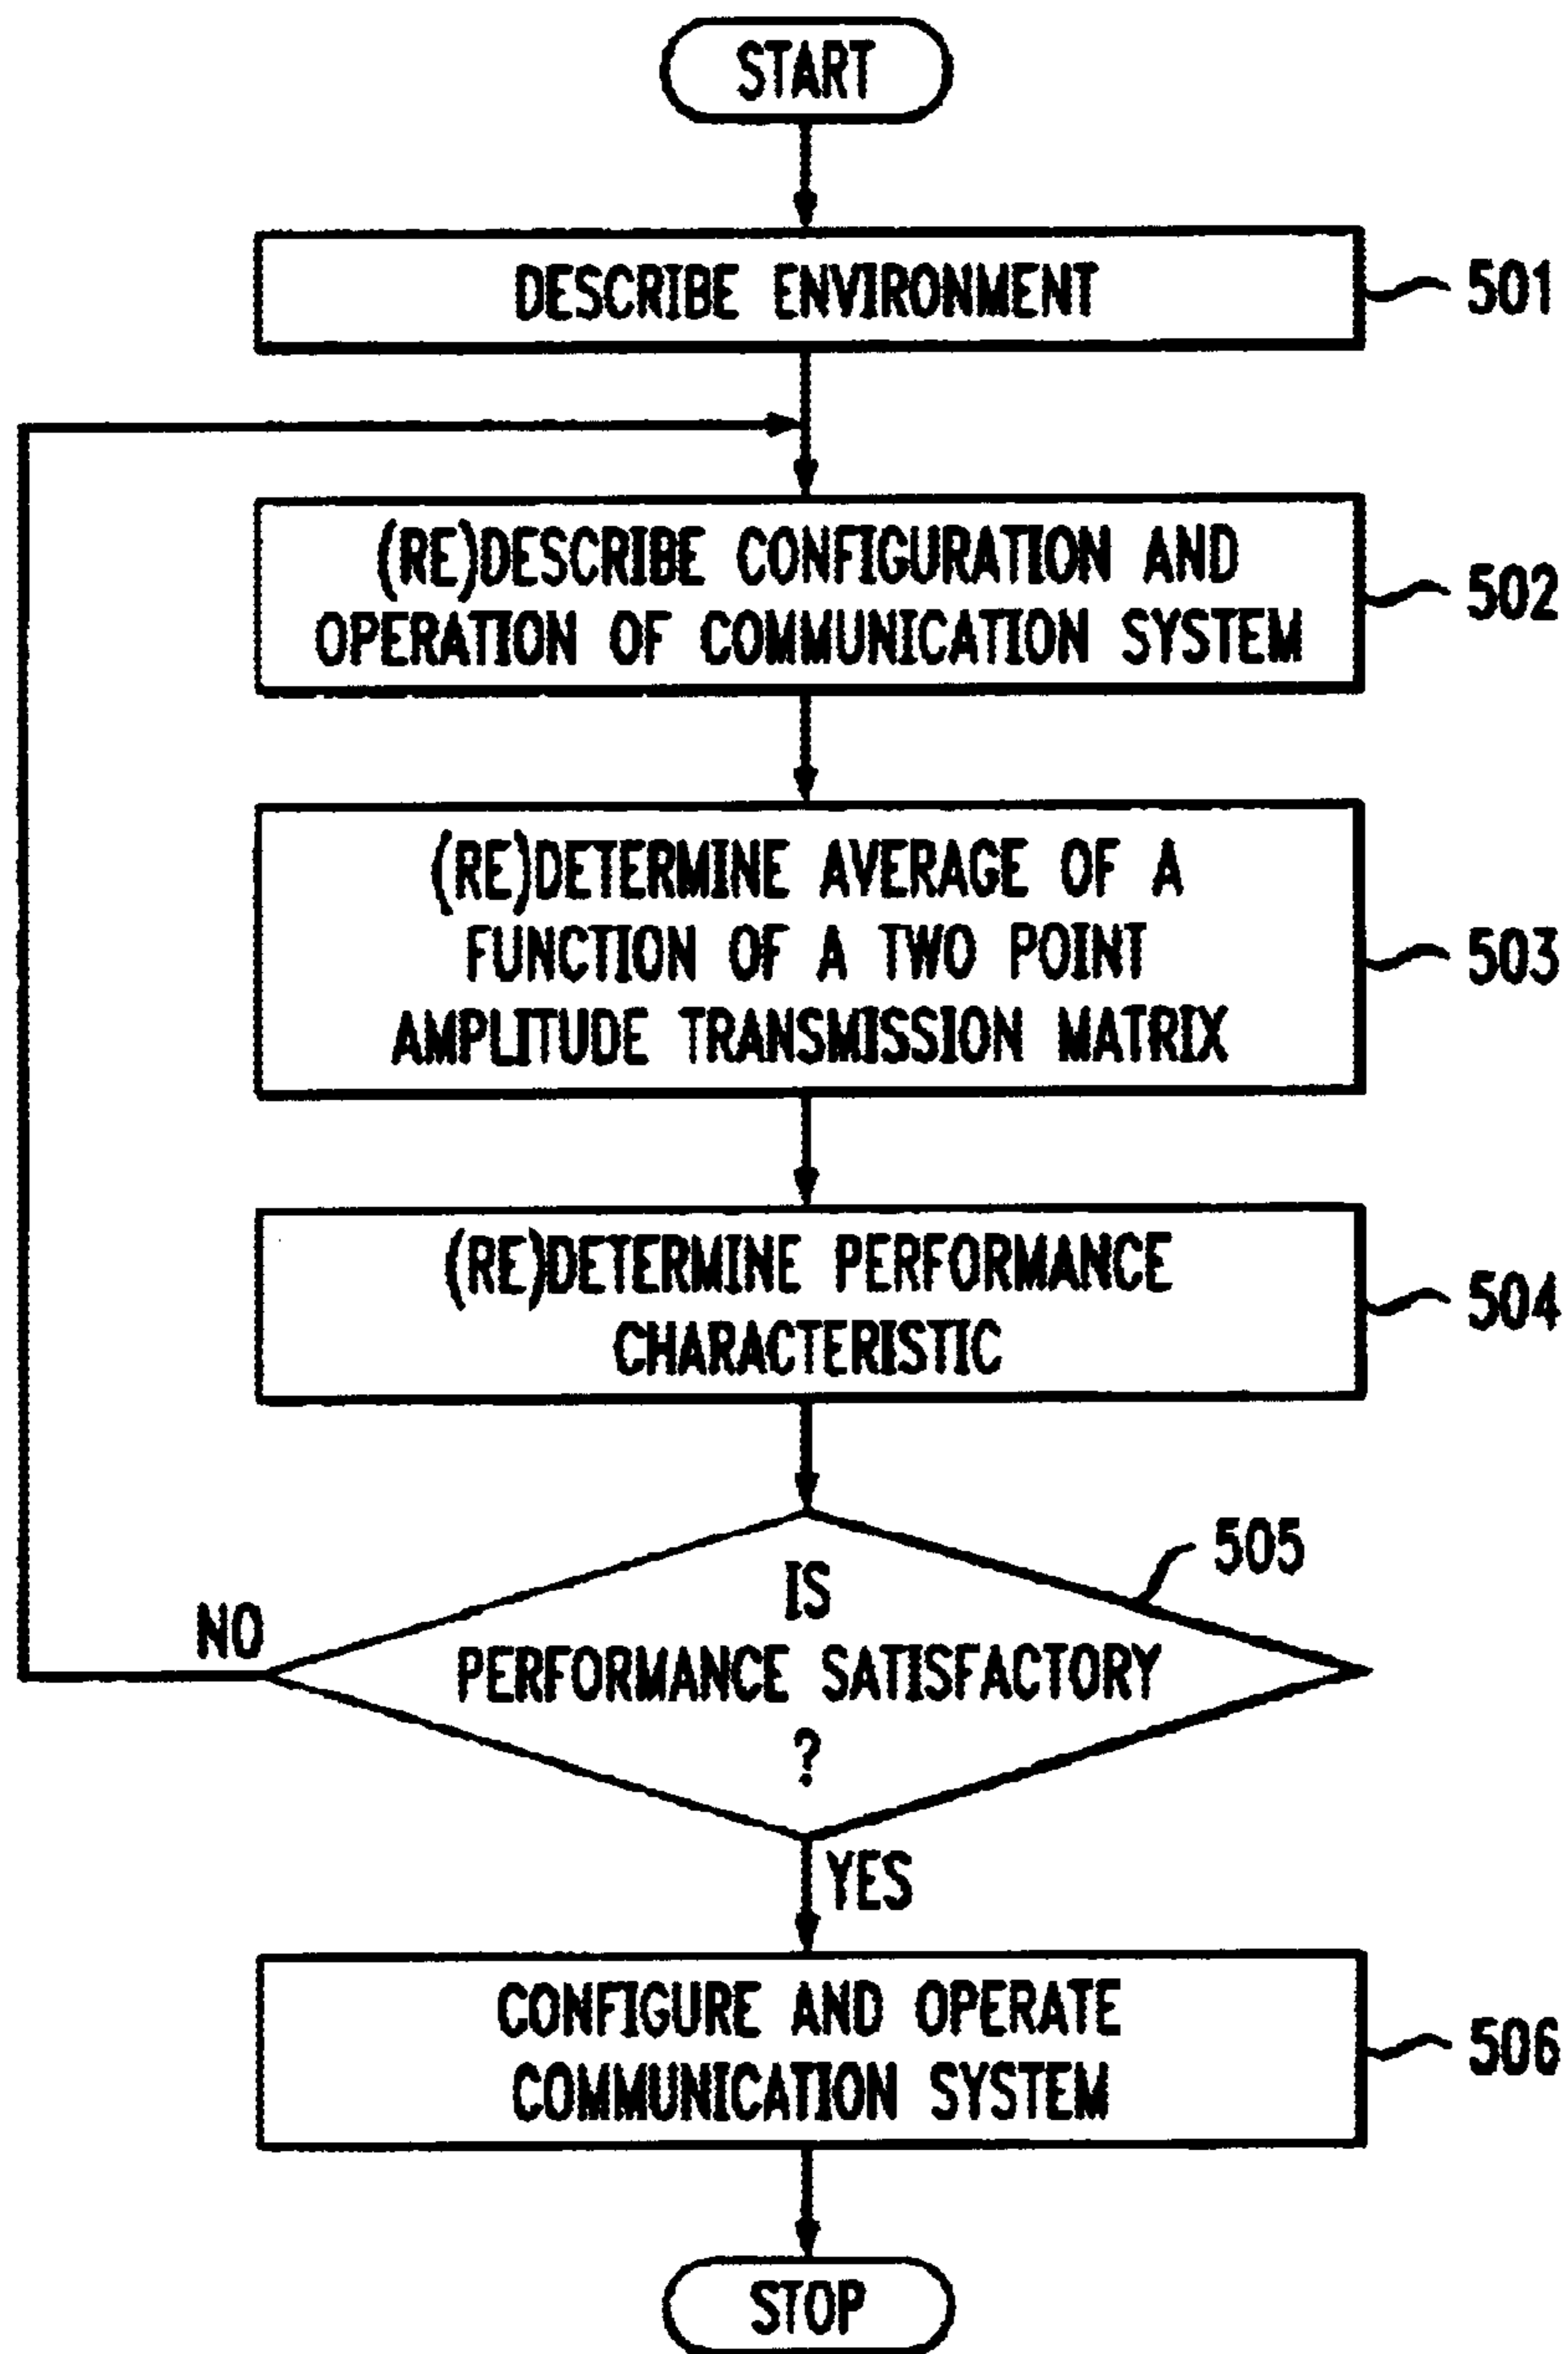 START
DESCRIBE ENVIRONMENT
501
(RE)DESCRIBE CONFIGURATION AND
OPERATION OF COMMUNICATION SYSTEM
502
(RE)DETERMINE AVERAGE OF A
FUNCTION OF A TWO POINT
AMPLITUDE TRANSMISSION MATRIX
503
(RE)DETERMINE PERFORMANCE
CHARACTERISTIC
504
505
IS
PERFORMANCE SATISFACTORY
?
NO
YES
CONFIGURE AND OPERATE
COMMUNICATION SYSTEM
506
STOP